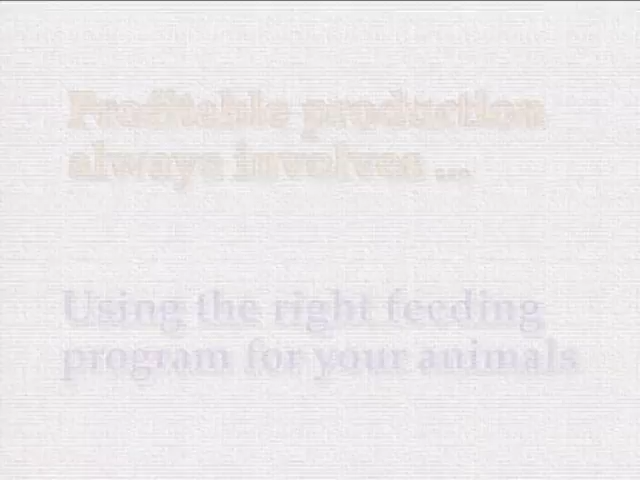 Profitable production
always involves ...
Using the right feeding
program for your animals